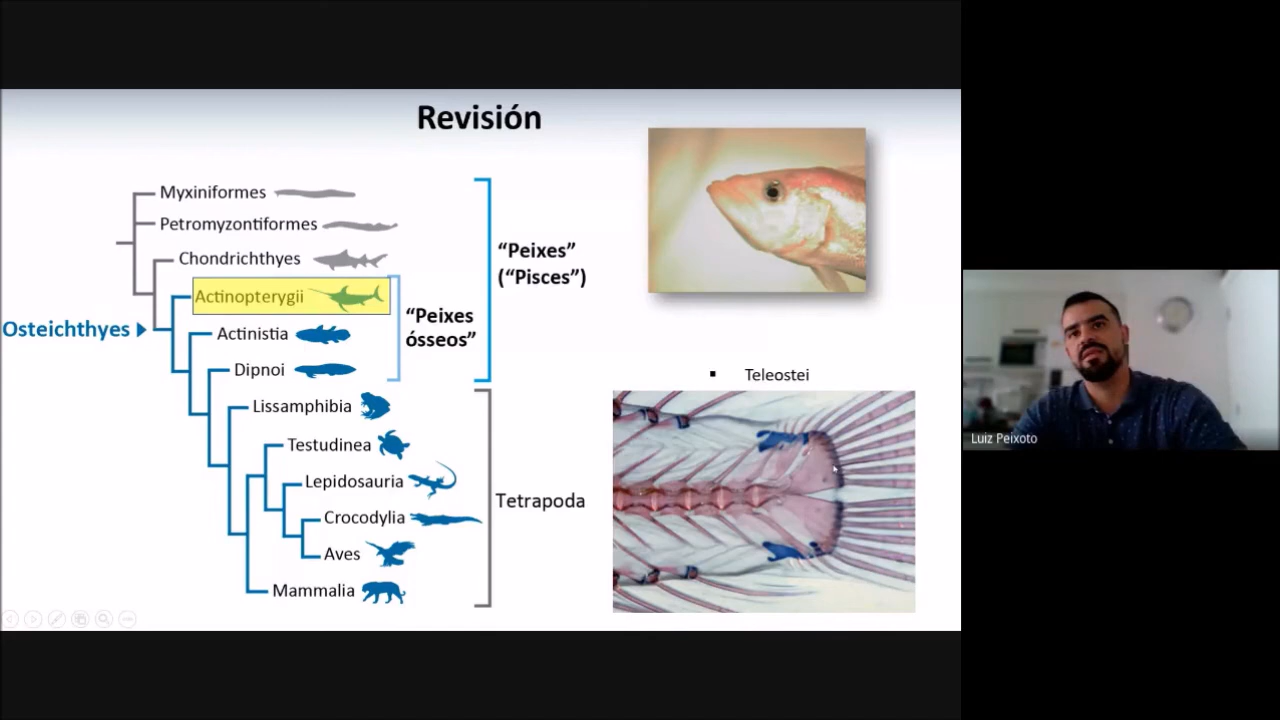 Revisión
Myxiniformes
Petromyzontiformes
Chondrichthyes
Actinopterygii
Osteichthyes
Actinistia
Dipnoi
Lissamphibia
Testudinea
Lepidosauria
Crocodylia
Aves
Mammalia
“Peixes
ósseos”
“Peixes”
(“Pisces”)
Tetrapoda
▪ Teleostei
Luiz Peixoto